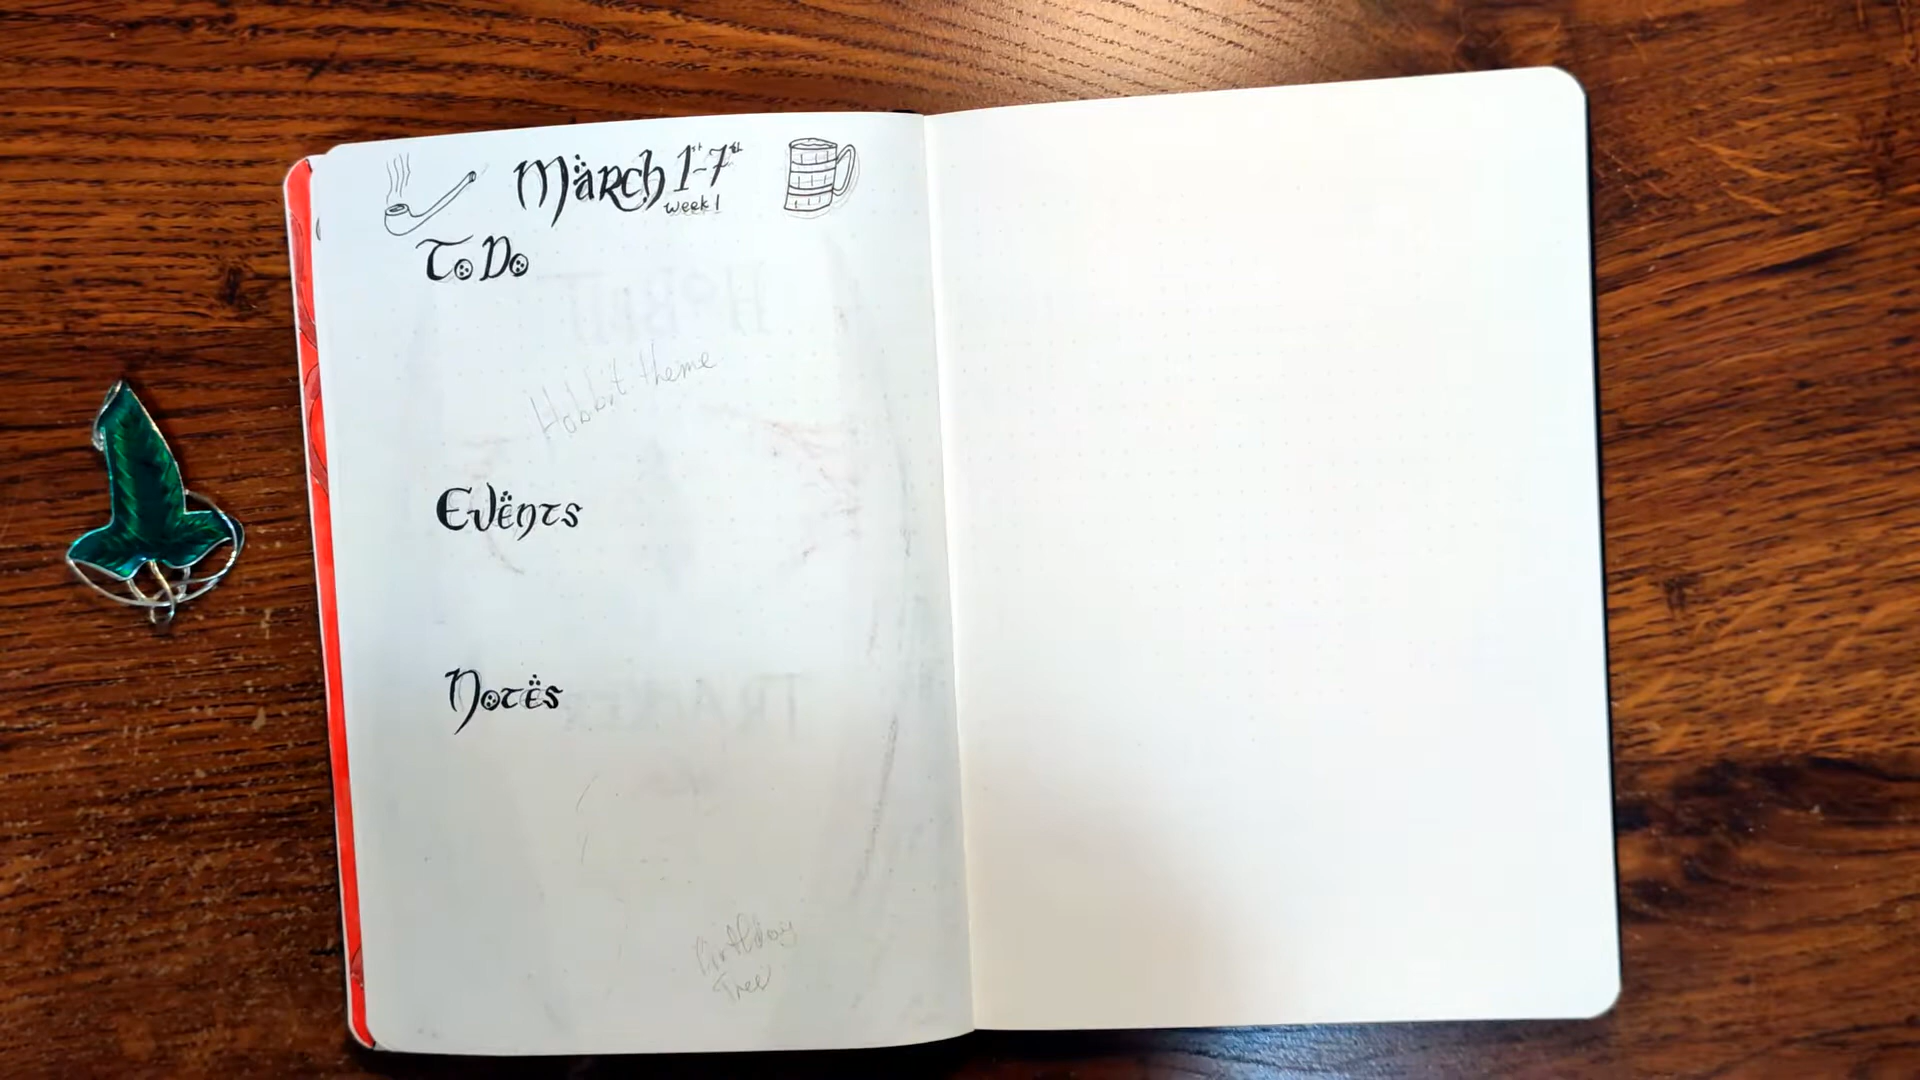 March 1st-7th
week 1
To Do
Hobbit theme
Events
Notes
Birthday
Tree